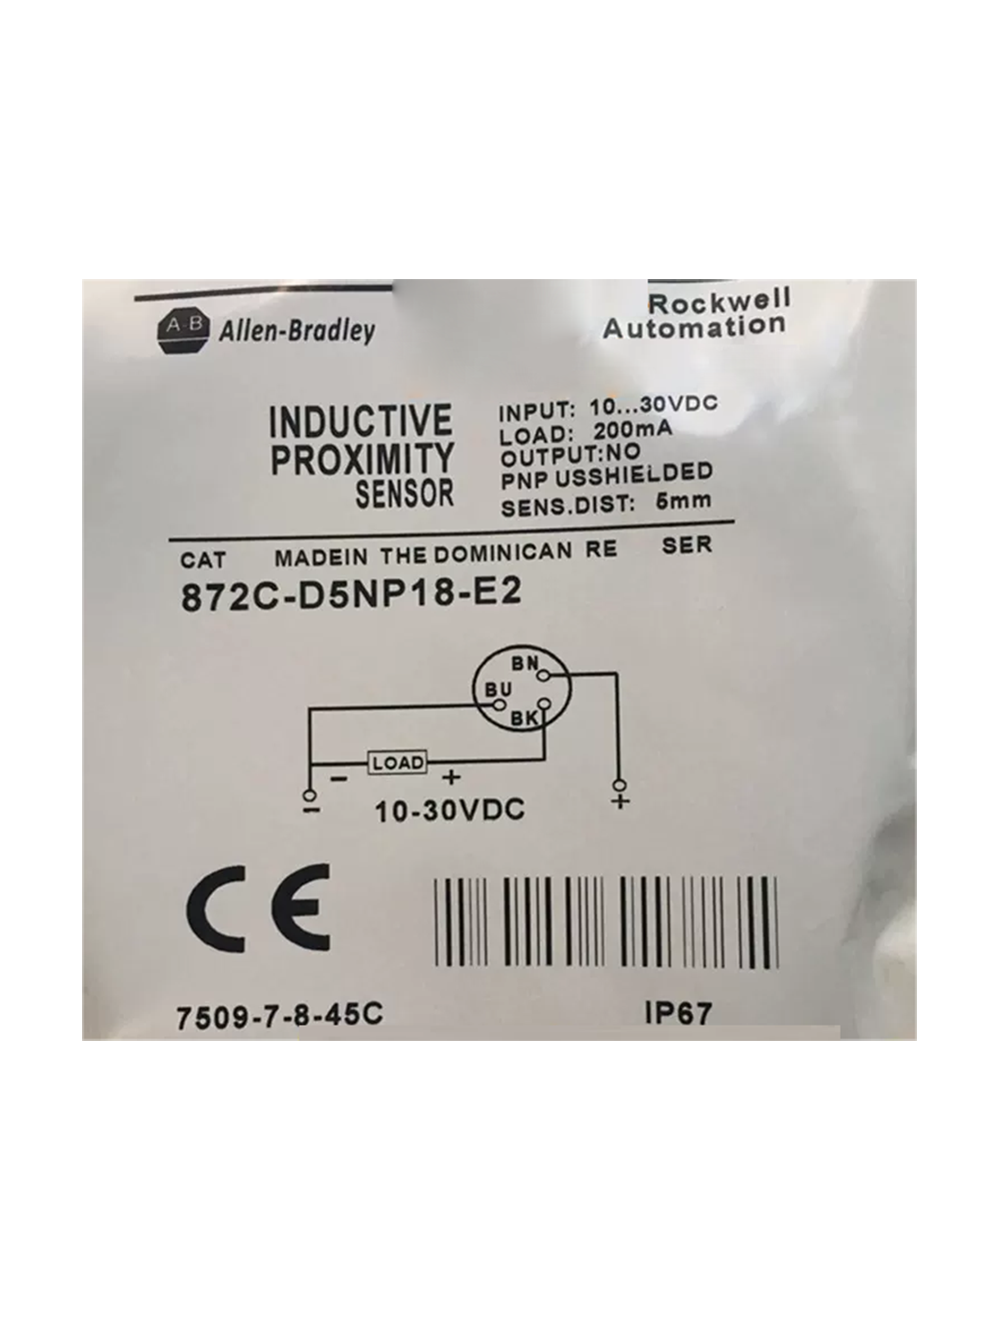 A-B Allen-Bradley
Rockwell
Automation
INDUCTIVE
PROXIMITY
SENSOR
INPUT: 10...30VDC
LOAD: 200mA
OUTPUT:NO
PNP USSHIELDED
SENS.DIST: 5mm
CAT MADEIN THE DOMINICAN RE SER
872C-D5NP18-E2
BN
BU
BK
LOAD
- +
- +
10-30VDC
CE
7509-7-8-45C IP67